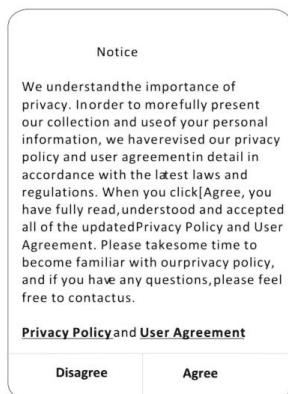 Notice
We understandthe importance of
privacy. Inorder to morefully present
our collection and useof your personal
information, we haverevised our privacy
policy and user agreementin detail in
accordance with the latest laws and
regulations. When you click[Agree, you
have fully read,understood and accepted
all of the updatedPrivacy Policy and User
Agreement. Please takesome time to
become familiar with ourprivacy policy,
and if you have any questions,please feel
free to contactus.
Privacy Policyand User Agreement
Disagree Agree